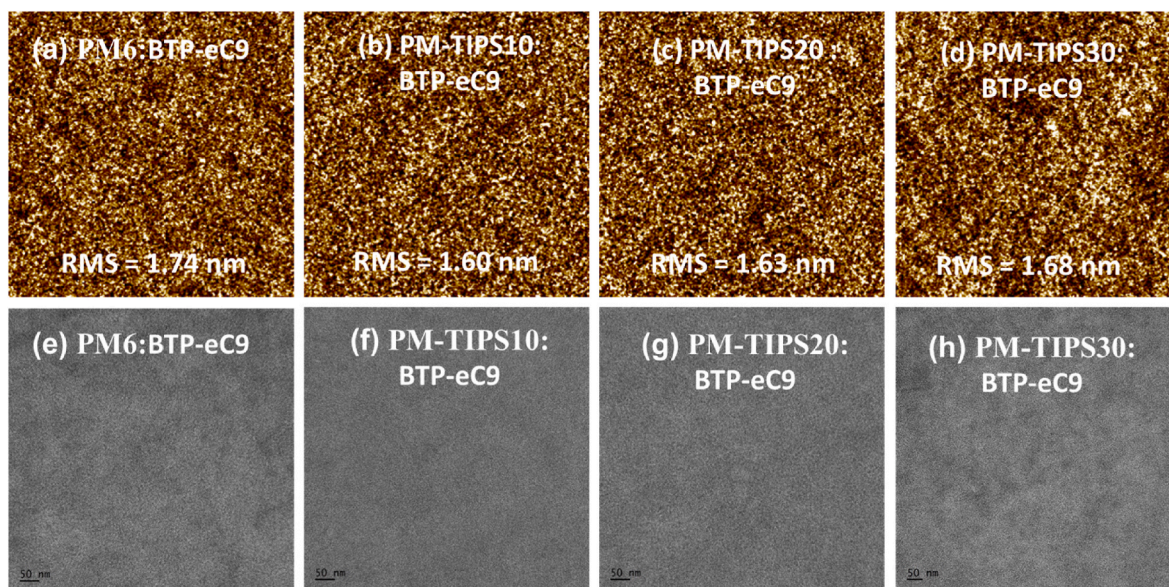 (a) PM6:BTP-eC9
RMS = 1.74 nm
(b) PM-TIPS10:
BTP-eC9
RMS = 1.60 nm
(c) PM-TIPS20 :
BTP-eC9
RMS = 1.63 nm
(d) PM-TIPS30:
BTP-eC9
RMS = 1.68 nm
(e) PM6:BTP-eC9
50 nm
(f) PM-TIPS10:
BTP-eC9
50 nm
(g) PM-TIPS20:
BTP-eC9
50 nm
(h) PM-TIPS30:
BTP-eC9
50 nm